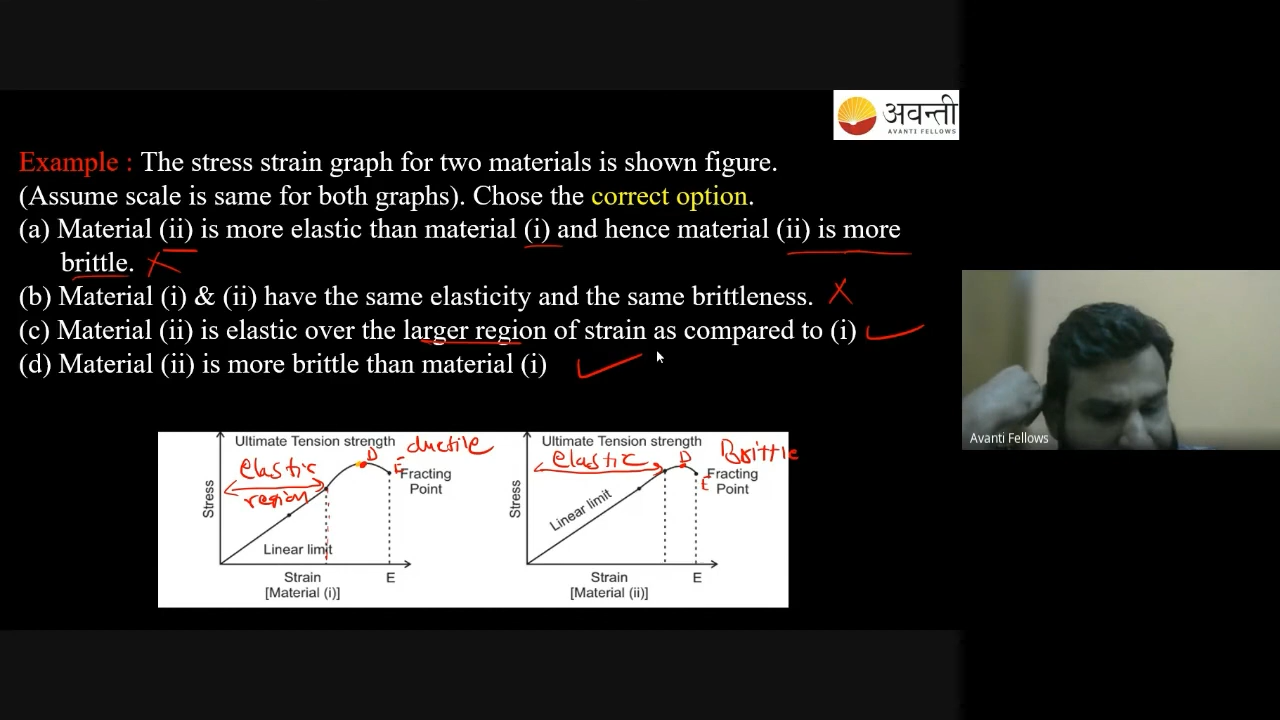 अवन्ती
AVANTI FELLOWS
Example : The stress strain graph for two materials is shown figure.
(Assume scale is same for both graphs). Chose the correct option.
(a) Material (ii) is more elastic than material (i) and hence material (ii) is more
brittle.
(b) Material (i) & (ii) have the same elasticity and the same brittleness.
(c) Material (ii) is elastic over the larger region of strain as compared to (i)
(d) Material (ii) is more brittle than material (i)
Avanti Fellows
Ultimate Tension strength
ductile
D
E
elastic
region
Fracting
Point
Stress
Linear limit
Strain
E
[Material (i)]
Ultimate Tension strength
Brittle
D
elastic
E
Fracting
Point
Stress
Linear limit
Strain
E
[Material (ii)]